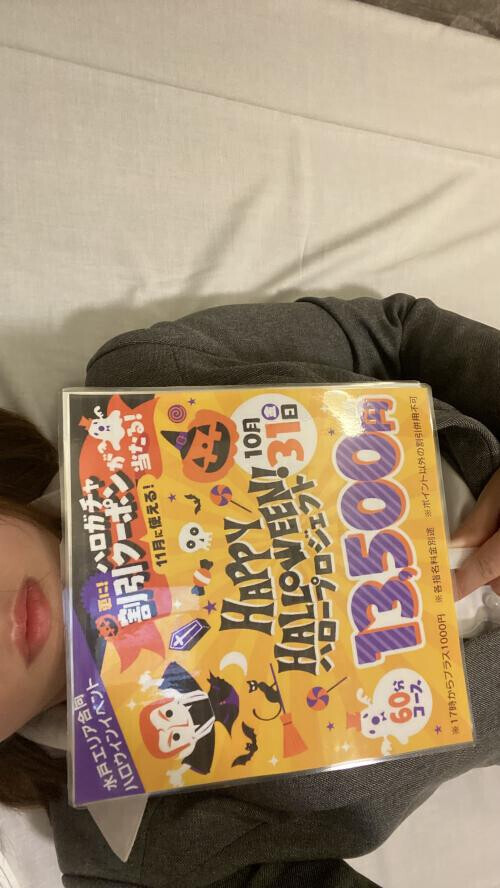 水戸エリア合同
ハロウィンイベント
更に!
ハロガチャ
割引クーポンが
当たる!
11月に使える!
HAPPY
HALLOWEEN!
ハロープロジェクト
10月
31日
金
13,500円
60分
コース
※17時からプラス1000円 ※各指名料金別途 ※ポイント以外の割引併用不可